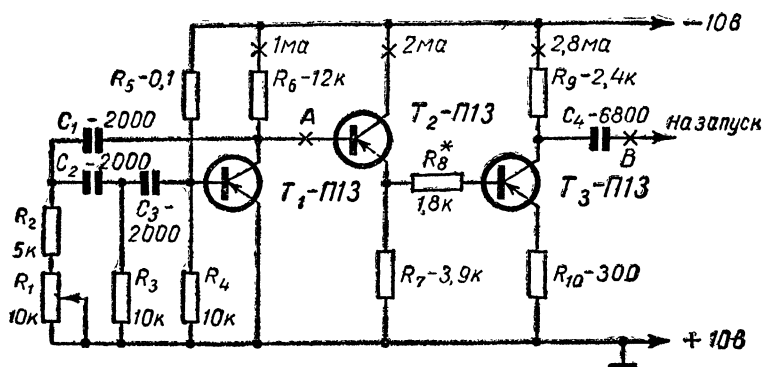 -10в
1ма
2ма
2,8ма
R5-0,1
R6-12к
R9-2,4к
C1-2000
A
T2-П13
C4-6800
На запуск
C2-2000
R8*
B
T1-П13
T3-П13
C3-2000
1,8к
R2
5к
R1
10к
R3
10к
R4
10к
R7-3,9к
R10-300
+10в